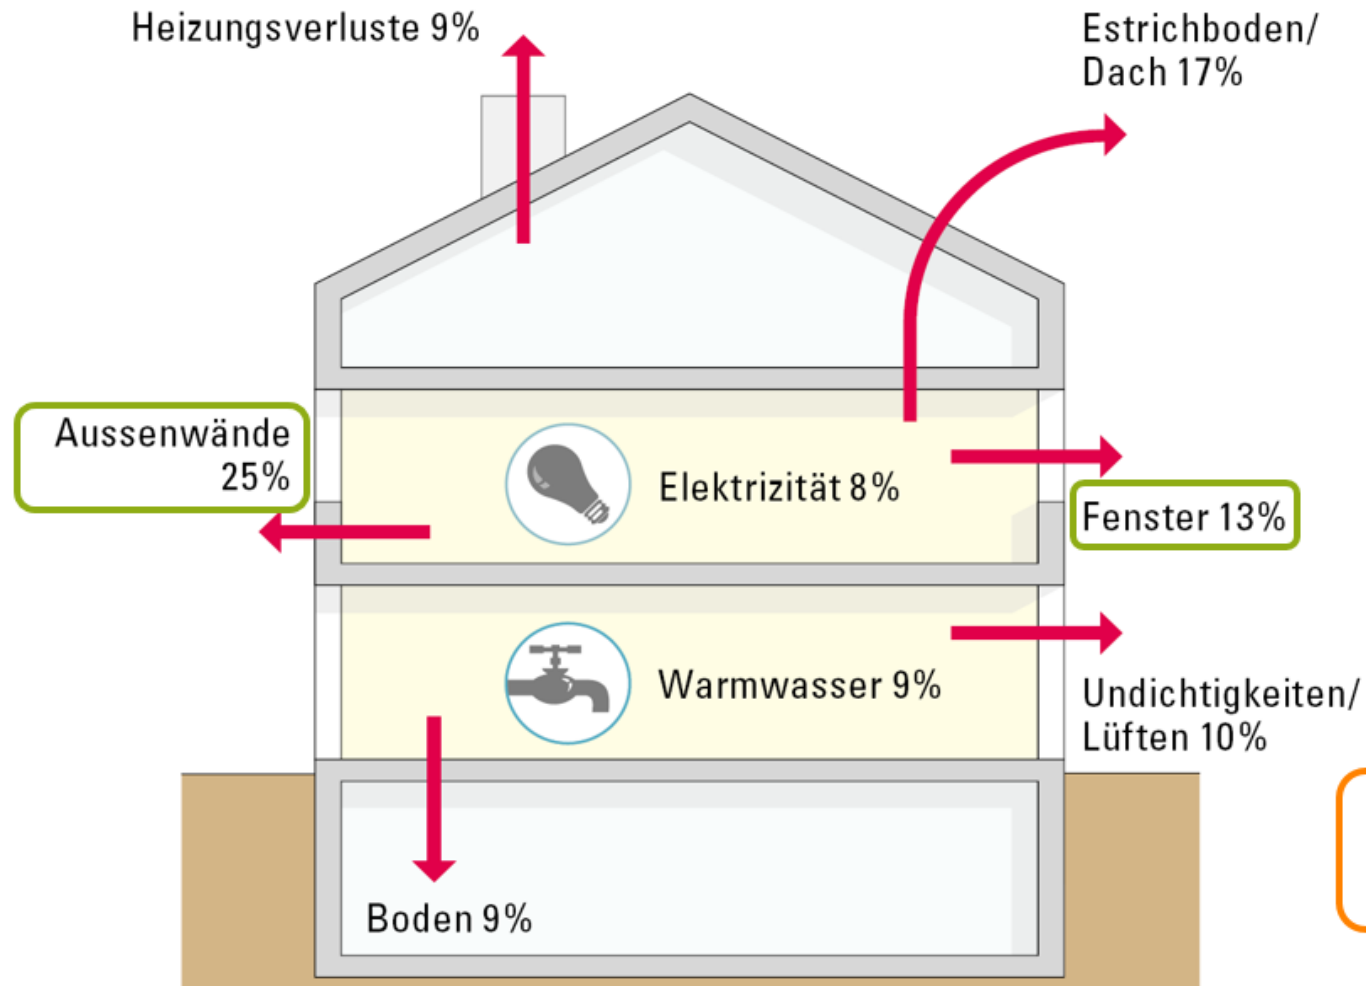 Heizungsverluste 9%
Estrichboden/
Dach 17%
Aussenwände
25%
Elektrizität 8%
Fenster 13%
Warmwasser 9%
Undichtigkeiten/
Lüften 10%
Boden 9%